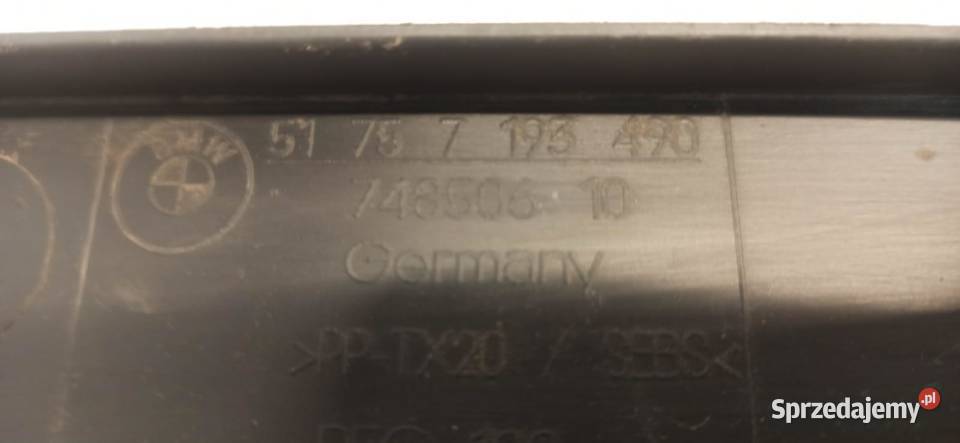 BMW
51 75 7 193 490
748506 10
Germany
>PP-TX20 / SEBS<
Sprzedajemy.pl